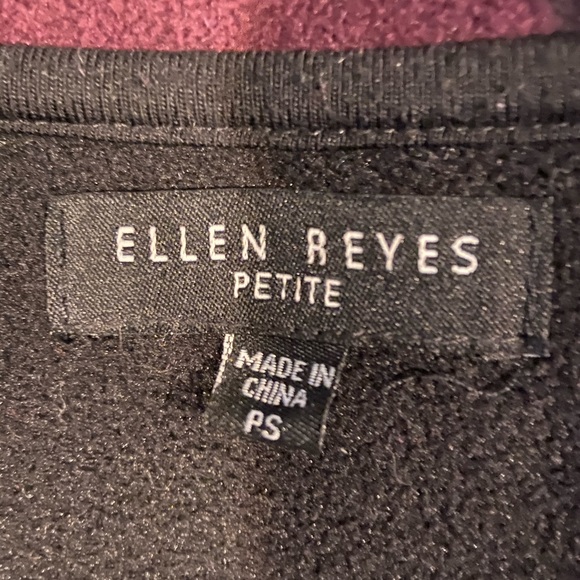 ELLEN REYES
PETITE
MADE IN
CHINA
PS